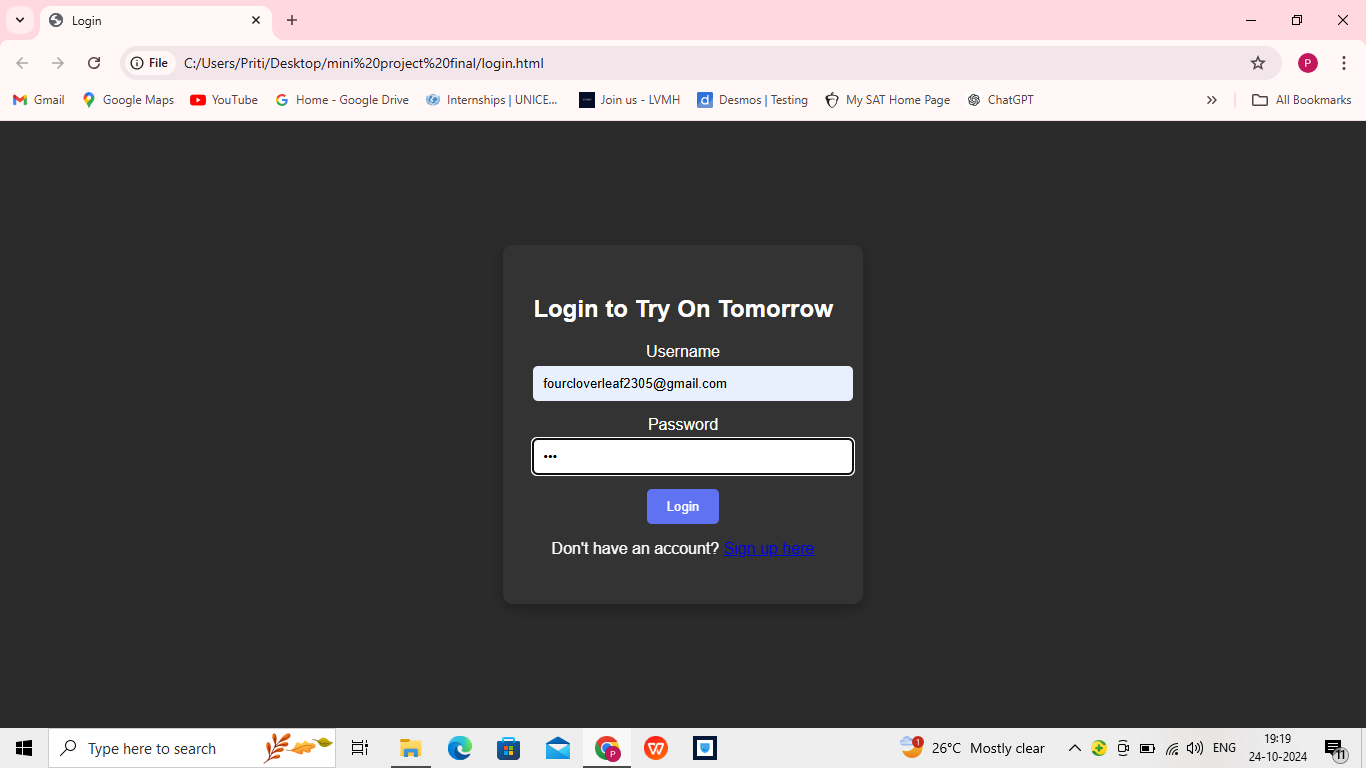 Login
File C:/Users/Priti/Desktop/mini%20project%20final/login.html P
Gmail Google Maps YouTube Home - Google Drive Internships | UNICE... Join us - LVMH Desmos | Testing My SAT Home Page ChatGPT » All Bookmarks
Login to Try On Tomorrow
Username
fourcloverleaf2305@gmail.com
Password
•••
Login
Don't have an account? Sign up here
Type here to search 1 26°C Mostly clear ENG 19:19
24-10-2024 11